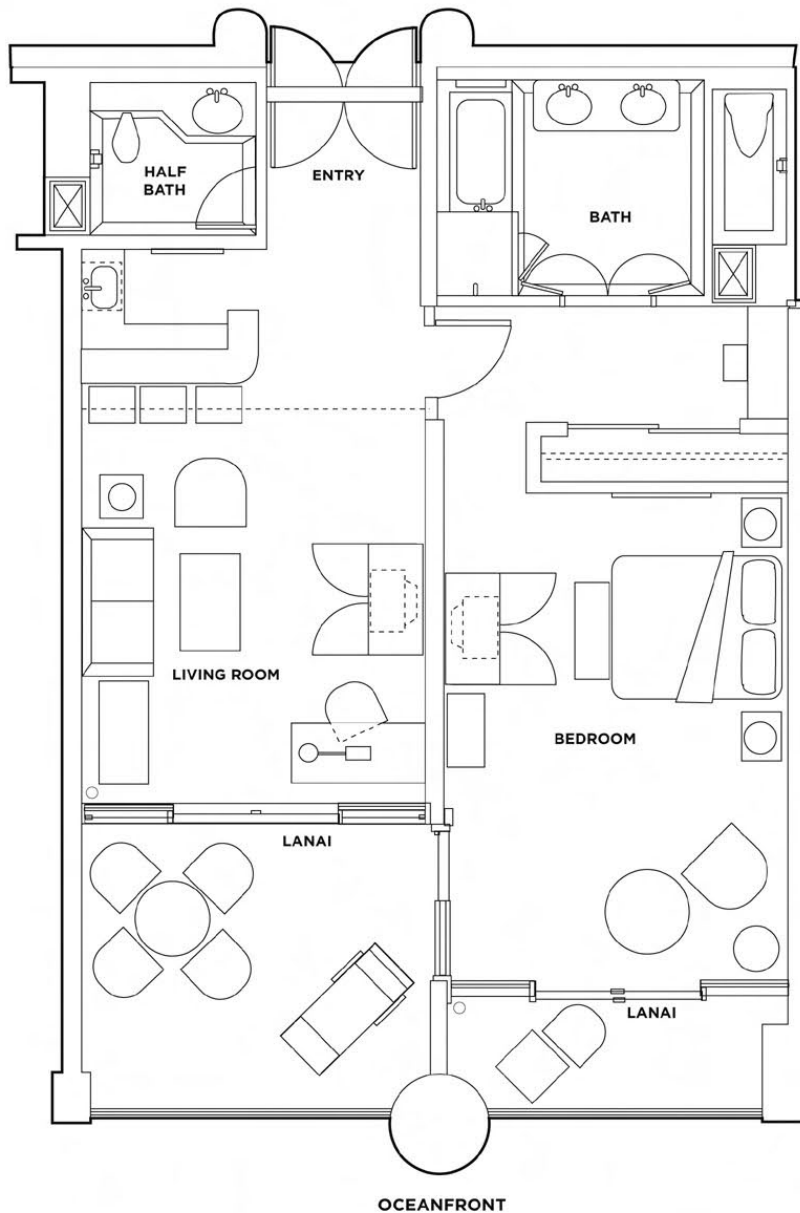 HALF
BATH
ENTRY
BATH
LIVING ROOM
BEDROOM
LANAI
LANAI
OCEANFRONT